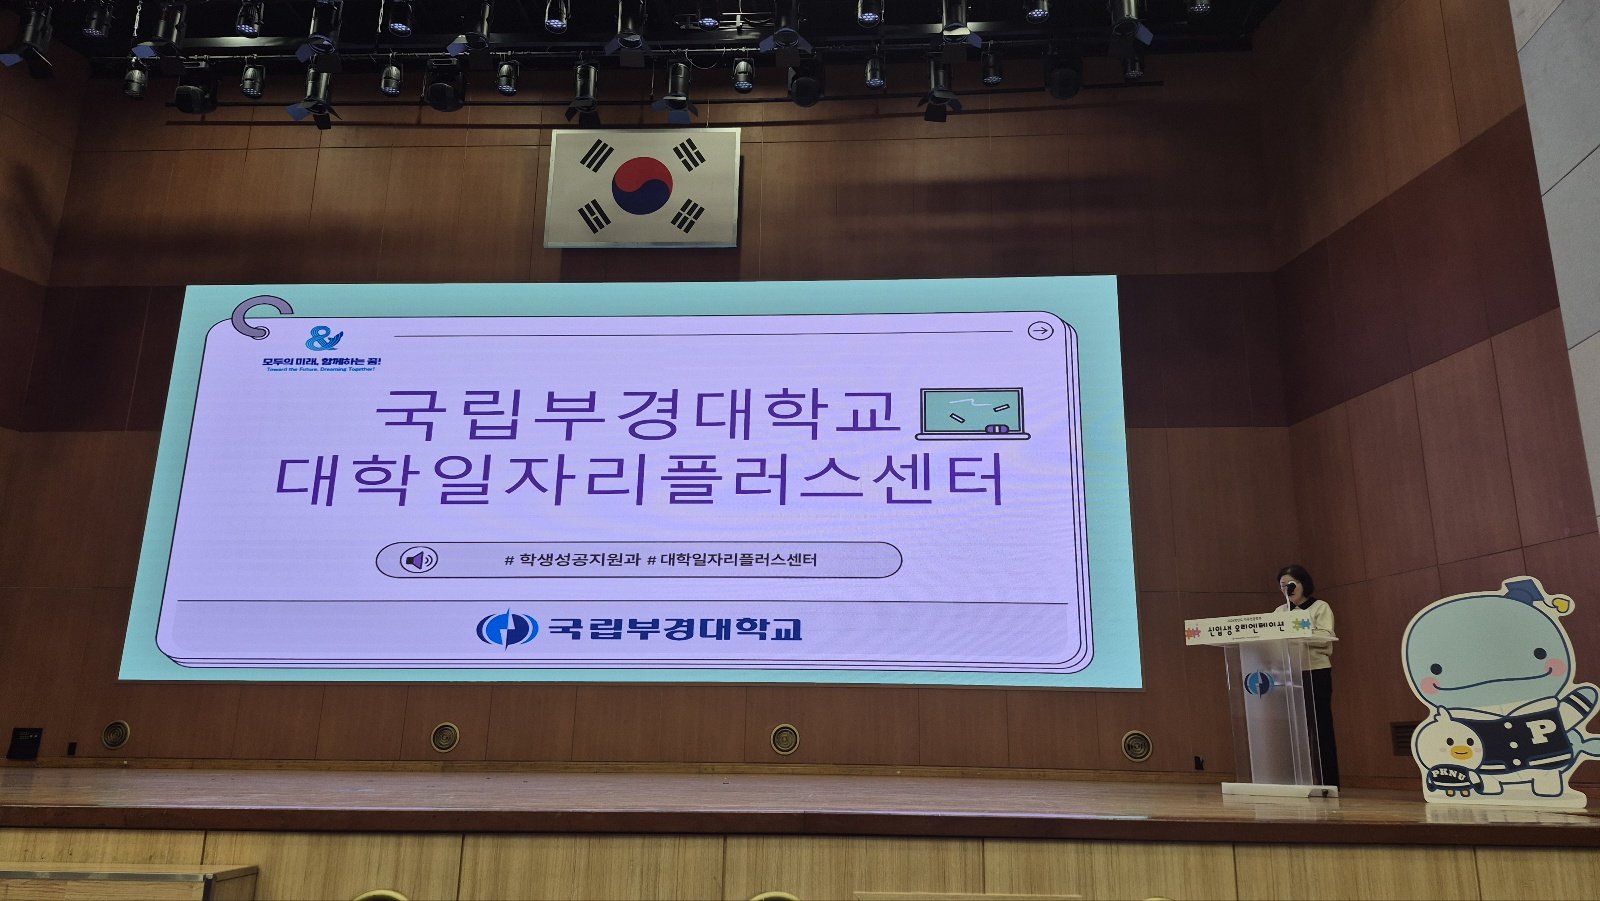 모두의 미래, 함께하는 꿈!
Toward the Future, Dreaming Together!
국립부경대학교
대학일자리플러스센터
# 학생성공지원과 # 대학일자리플러스센터
국립부경대학교
신입생 오리엔테이션
P
PKNU